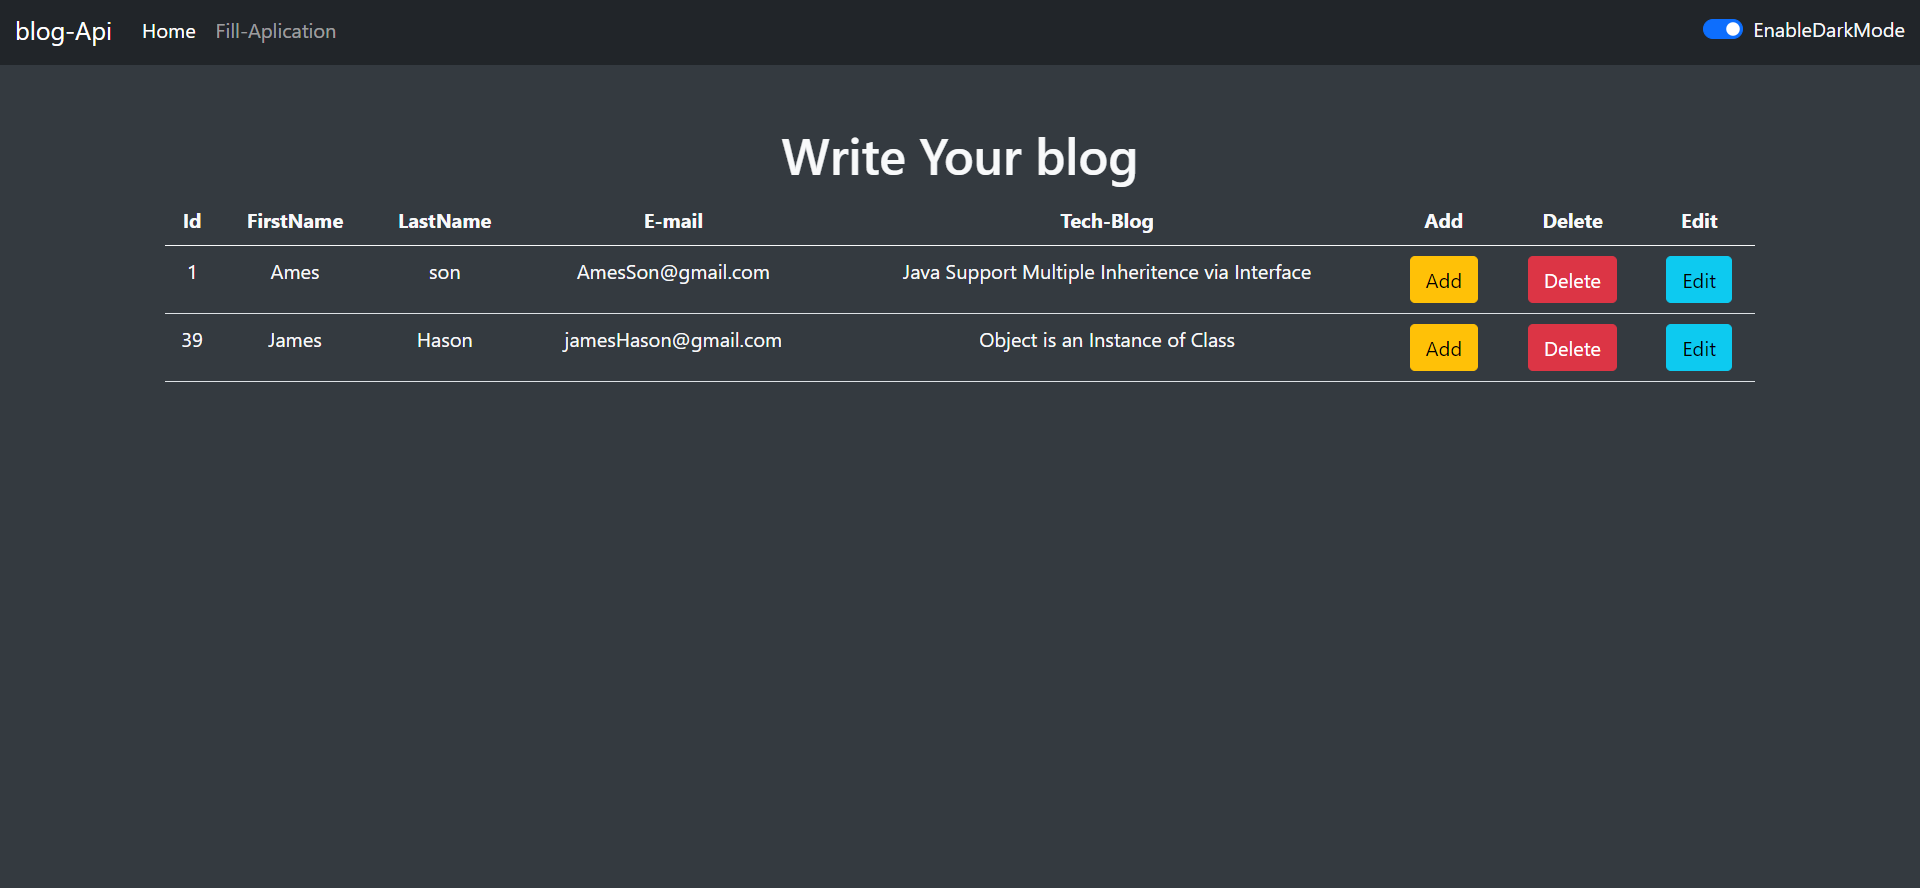 blog-Api Home Fill-Aplication EnableDarkMode
Write Your blog
Id FirstName LastName E-mail Tech-Blog Add Delete Edit
1 Ames son AmesSon@gmail.com Java Support Multiple Inheritence via Interface Add Delete Edit
39 James Hason jamesHason@gmail.com Object is an Instance of Class Add Delete Edit